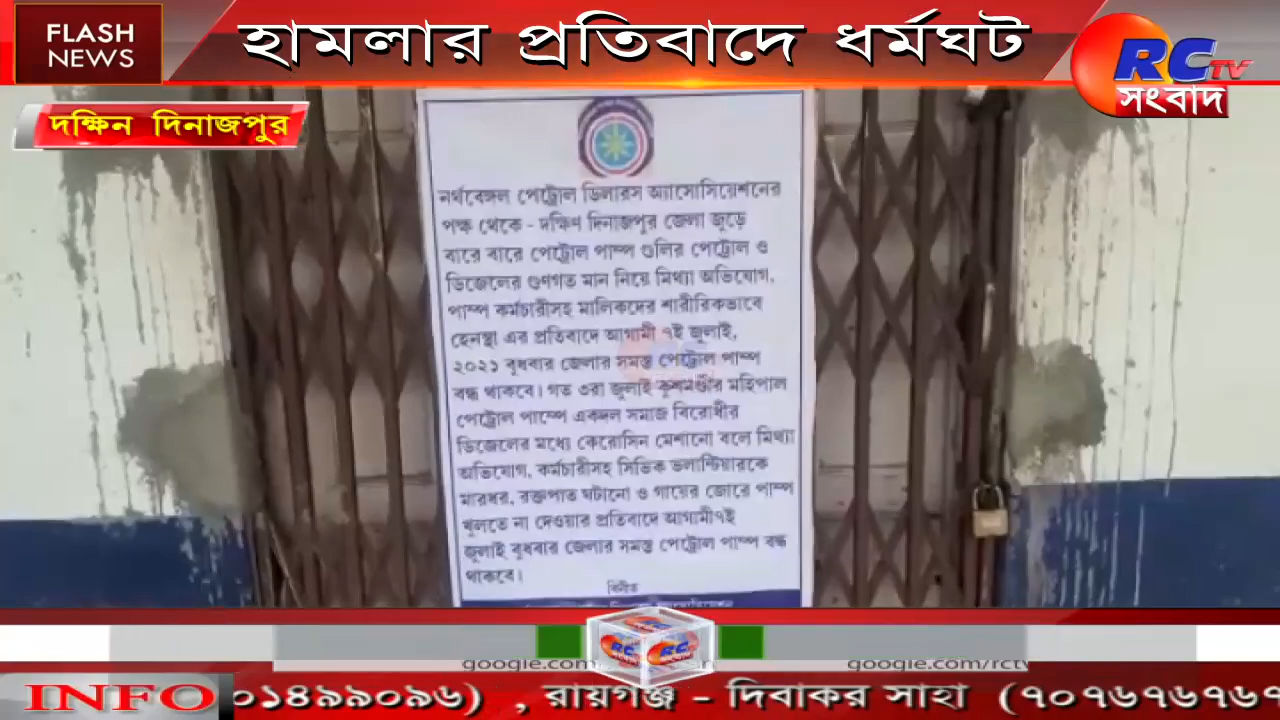 FLASH
NEWS
হামলার প্রতিবাদে ধর্মঘট
RCTV
সংবাদ
দক্ষিন দিনাজপুর
নর্থবেঙ্গল পেট্রোল ডিলারস অ্যাসোসিয়েশনের
পক্ষ থেকে - দক্ষিণ দিনাজপুর জেলা জুড়ে
বারে বারে পেট্রোল পাম্প গুলির পেট্রোল ও
ডিজেলের গুণগত মান নিয়ে মিথ্যা অভিযোগ,
পাম্প কর্মচারীসহ মালিকদের শারীরিকভাবে
হেনস্থা এর প্রতিবাদে আগামী ৭ই জুলাই,
২০২১ বুধবার জেলার সমস্ত পেট্রোল পাম্প
বন্ধ থাকবে। গত ৩রা জুলাই কুশমণ্ডীর মহিপাল
পেট্রোল পাম্পে একদল সমাজ বিরোধীর
ডিজেলের মধ্যে কেরোসিন মেশানো বলে মিথ্যা
অভিযোগ, কর্মচারীসহ সিভিক ভলান্টিয়ারকে
মারধর, রক্তপাত ঘটানো ও গায়ের জোরে পাম্প
খুলতে না দেওয়ার প্রতিবাদে আগামী৭ই
জুলাই বুধবার জেলার সমস্ত পেট্রোল পাম্প বন্ধ
থাকবে।
বিনীত
RC
সংবাদ
google.com
google.com/rctv
INFO
০১৪৯৯০৯৬) , রায়গঞ্জ - দিবাকর সাহা (৭০৭৬৭৬৭৬৭